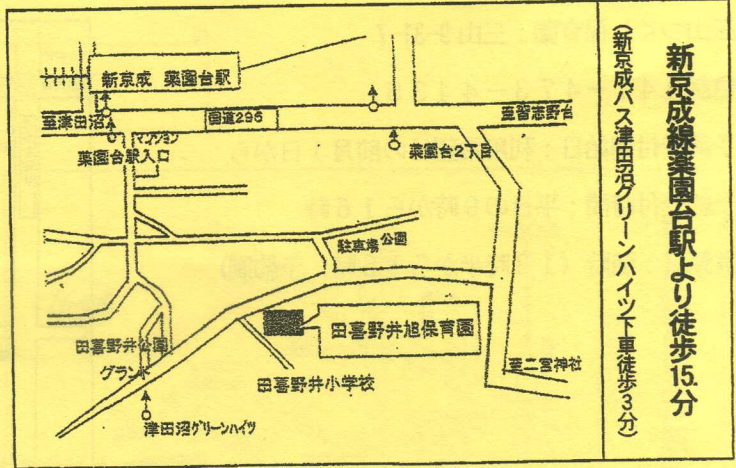 新京成線薬園台駅より徒歩15.分
(新京成バス津田沼グリーンハイツ下車徒歩3分)
新京成 薬園台駅
至津田沼
国道296
至習志野台
マンション
薬園台駅入口
薬園台2丁目
駐車場
公園
田喜野井公園
グランド
田喜野井旭保育園
至二宮神社
田喜野井小学校
津田沼グリーンハイツ